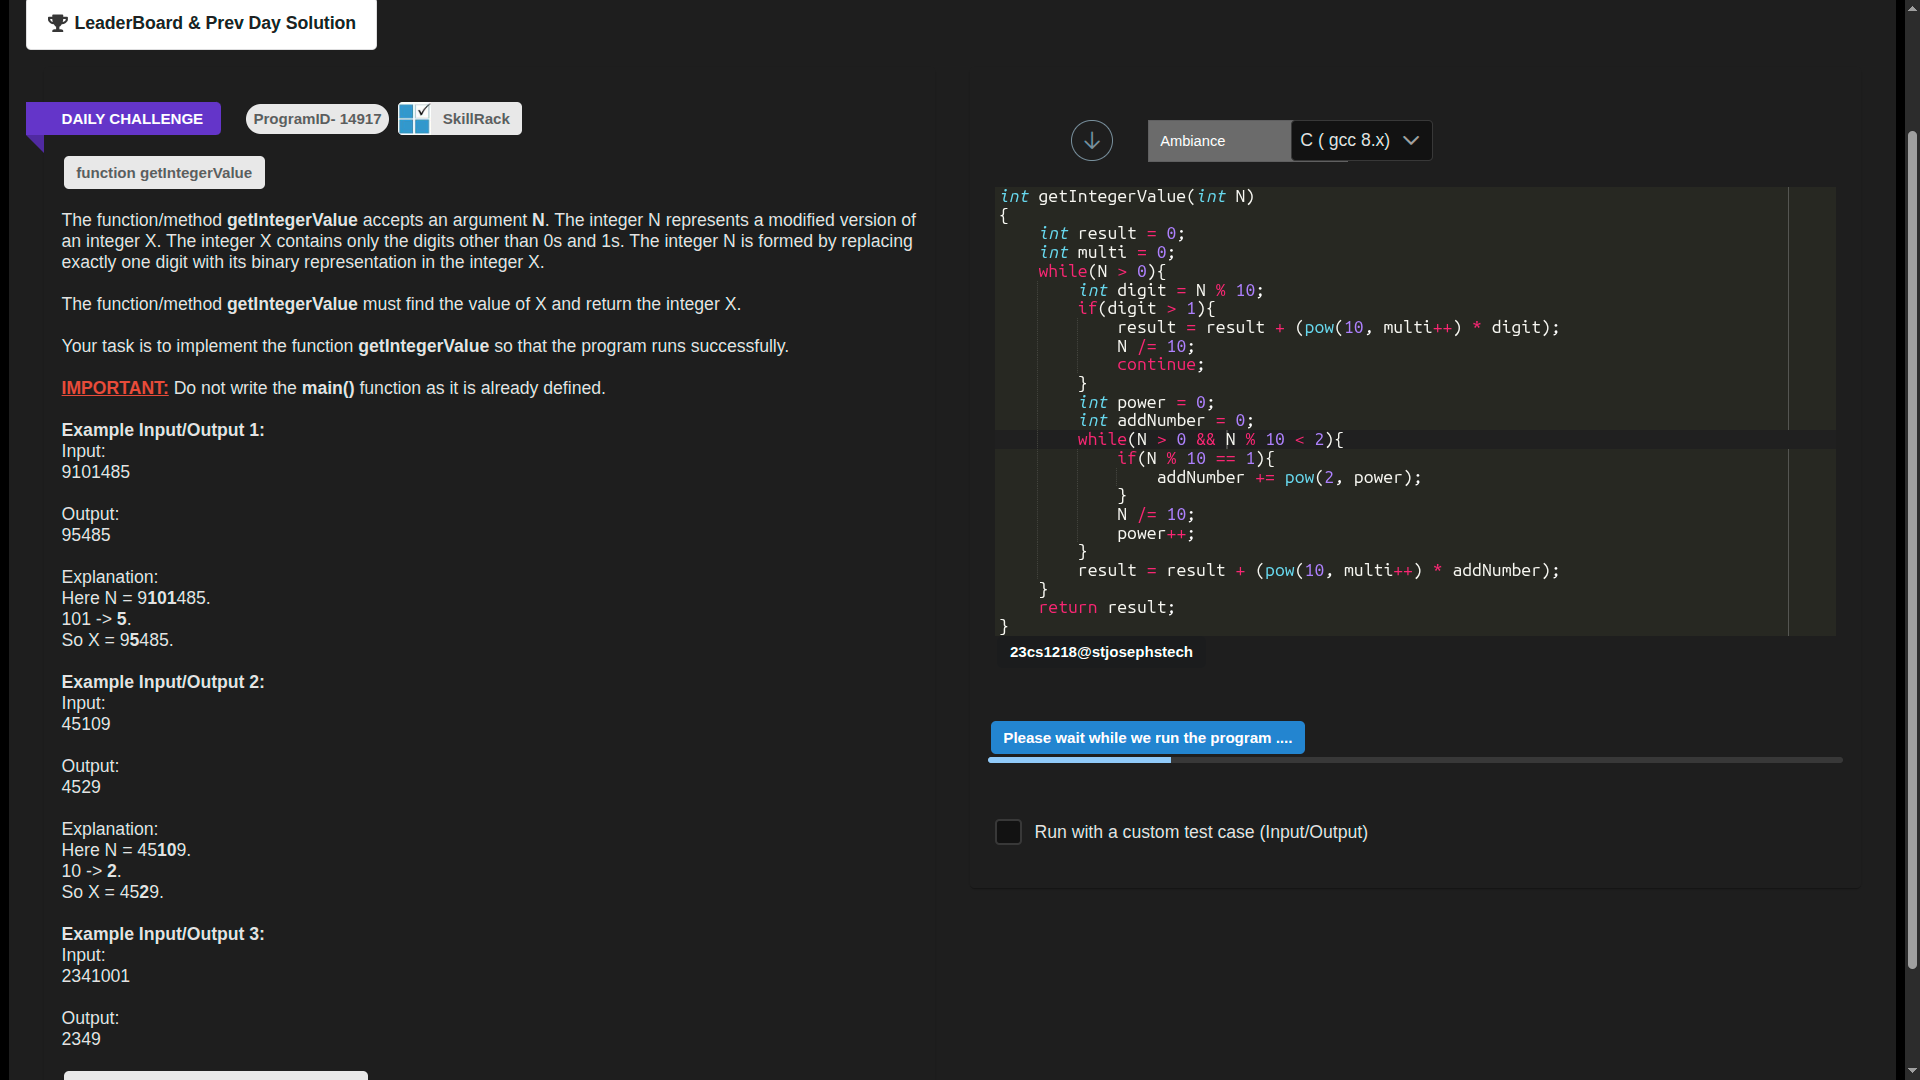 LeaderBoard & Prev Day Solution
DAILY CHALLENGE
ProgramID- 14917
SkillRack
function getIntegerValue
The function/method getIntegerValue accepts an argument N. The integer N represents a modified version of
an integer X. The integer X contains only the digits other than 0s and 1s. The integer N is formed by replacing
exactly one digit with its binary representation in the integer X.
The function/method getIntegerValue must find the value of X and return the integer X.
Your task is to implement the function getIntegerValue so that the program runs successfully.
IMPORTANT: Do not write the main() function as it is already defined.
Example Input/Output 1:
Input:
9101485
Output:
95485
Explanation:
Here N = 9101485.
101 -> 5.
So X = 95485.
Example Input/Output 2:
Input:
45109
Output:
4529
Explanation:
Here N = 45109.
10 -> 2.
So X = 4529.
Example Input/Output 3:
Input:
2341001
Output:
2349
Ambiance
C ( gcc 8.x)
int getIntegerValue(int N)
{
    int result = 0;
    int multi = 0;
    while(N > 0){
        int digit = N % 10;
        if(digit > 1){
            result = result + (pow(10, multi++) * digit);
            N /= 10;
            continue;
        }
        int power = 0;
        int addNumber = 0;
        while(N > 0 && N % 10 < 2){
            if(N % 10 == 1){
                addNumber += pow(2, power);
            }
            N /= 10;
            power++;
        }
        result = result + (pow(10, multi++) * addNumber);
    }
    return result;
}
23cs1218@stjosephstech
Please wait while we run the program ....
Run with a custom test case (Input/Output)